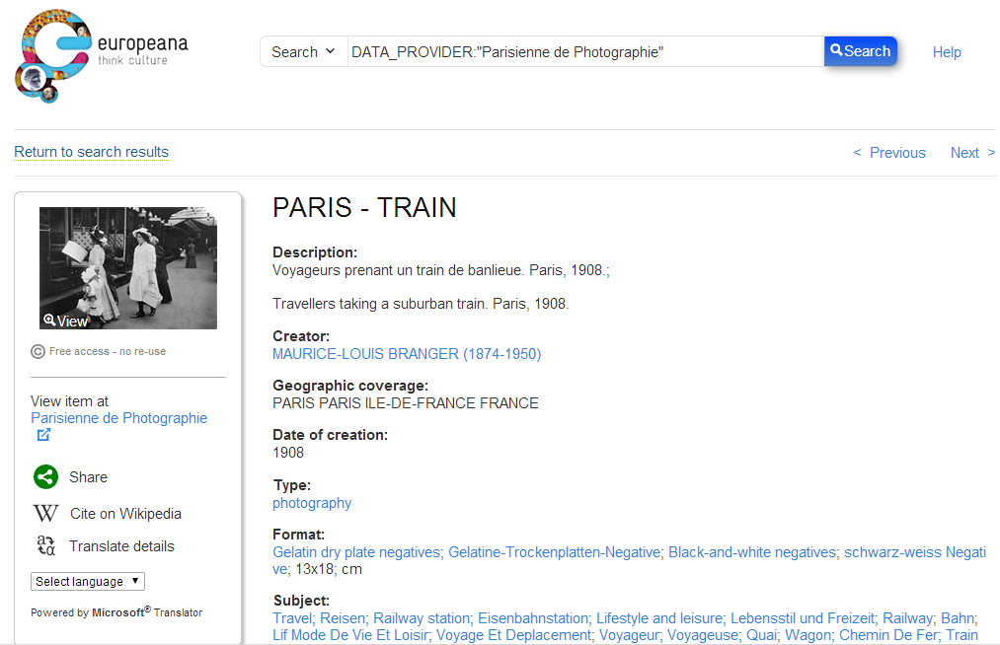 europeana
think culture
Search
DATA_PROVIDER:"Parisienne de Photographie"
Search
Help
Return to search results
< Previous
Next >
View
Free access - no re-use
View item at
Parisienne de Photographie
Share
Cite on Wikipedia
Translate details
Select language
Powered by Microsoft® Translator
PARIS - TRAIN
Description:
Voyageurs prenant un train de banlieue. Paris, 1908.;
Travellers taking a suburban train. Paris, 1908.
Creator:
MAURICE-LOUIS BRANGER (1874-1950)
Geographic coverage:
PARIS PARIS ILE-DE-FRANCE FRANCE
Date of creation:
1908
Type:
photography
Format:
Gelatin dry plate negatives; Gelatine-Trockenplatten-Negative; Black-and-white negatives; schwarz-weiss Negati
ve; 13x18; cm
Subject:
Travel; Reisen; Railway station; Eisenbahnstation; Lifestyle and leisure; Lebensstil und Freizeit; Railway; Bahn;
Lif Mode De Vie Et Loisir; Voyage Et Deplacement; Voyageur; Voyageuse; Quai; Wagon; Chemin De Fer; Train